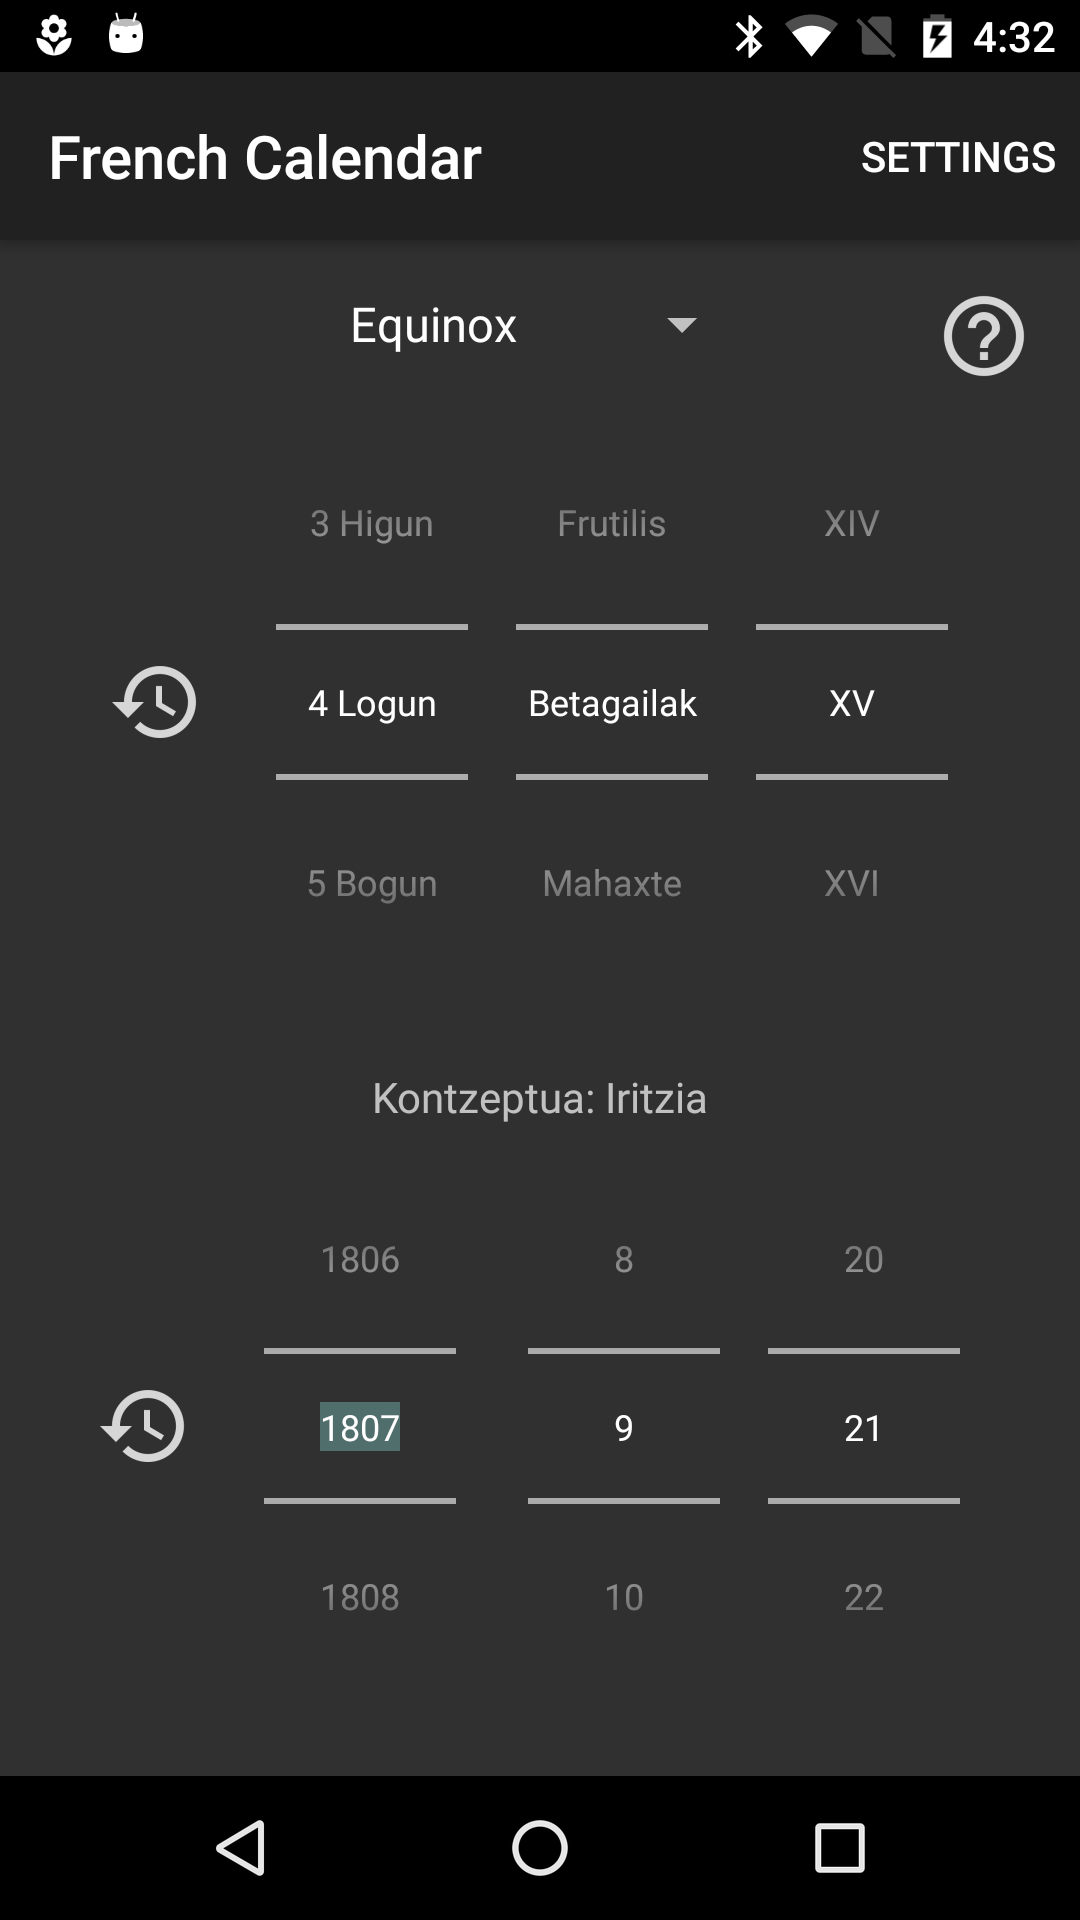 4:32
French Calendar SETTINGS
Equinox
3 Higun Frutilis XIV
4 Logun Betagailak XV
5 Bogun Mahaxte XVI
Kontzeptua: Iritzia
1806 8 20
1807 9 21
1808 10 22